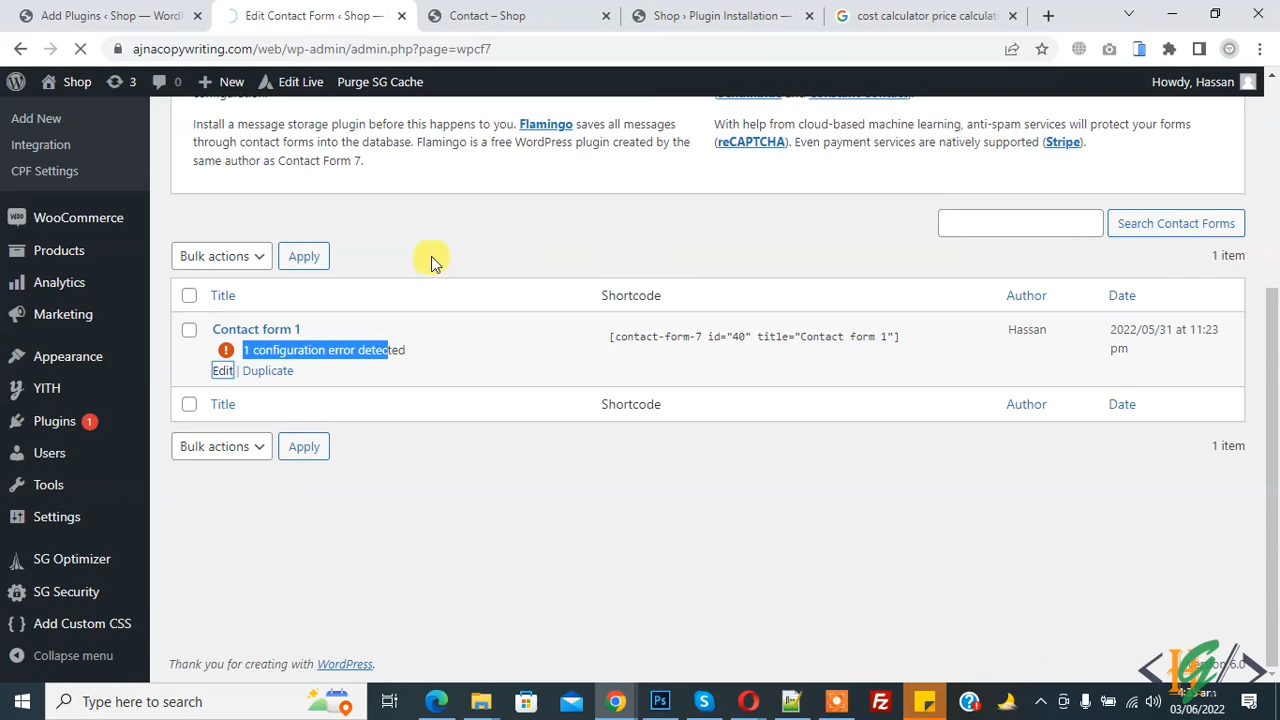 Add Plugins ‹ Shop — WordPr
Edit Contact Form ‹ Shop —
Contact – Shop
Shop › Plugin Installation —
cost calculator price calculat
ajnacopywriting.com/web/wp-admin/admin.php?page=wpcf7
Shop
3
0
New
Edit Live
Purge SG Cache
Howdy, Hassan
Add New
Integration
CPF Settings
WooCommerce
Products
Analytics
Marketing
Appearance
YITH
Plugins 1
Users
Tools
Settings
SG Optimizer
SG Security
Add Custom CSS
Collapse menu
Install a message storage plugin before this happens to you. Flamingo saves all messages
through contact forms into the database. Flamingo is a free WordPress plugin created by the
same author as Contact Form 7.
With help from cloud-based machine learning, anti-spam services will protect your forms
(reCAPTCHA). Even payment services are natively supported (Stripe).
Search Contact Forms
Bulk actions
Apply
1 item
Title
Shortcode
Author
Date
Contact form 1
1 configuration error detected
Edit | Duplicate
[contact-form-7 id="40" title="Contact form 1"]
Hassan
2022/05/31 at 11:23
pm
Title
Shortcode
Author
Date
Bulk actions
Apply
1 item
Thank you for creating with WordPress.
Type here to search
03/06/2022